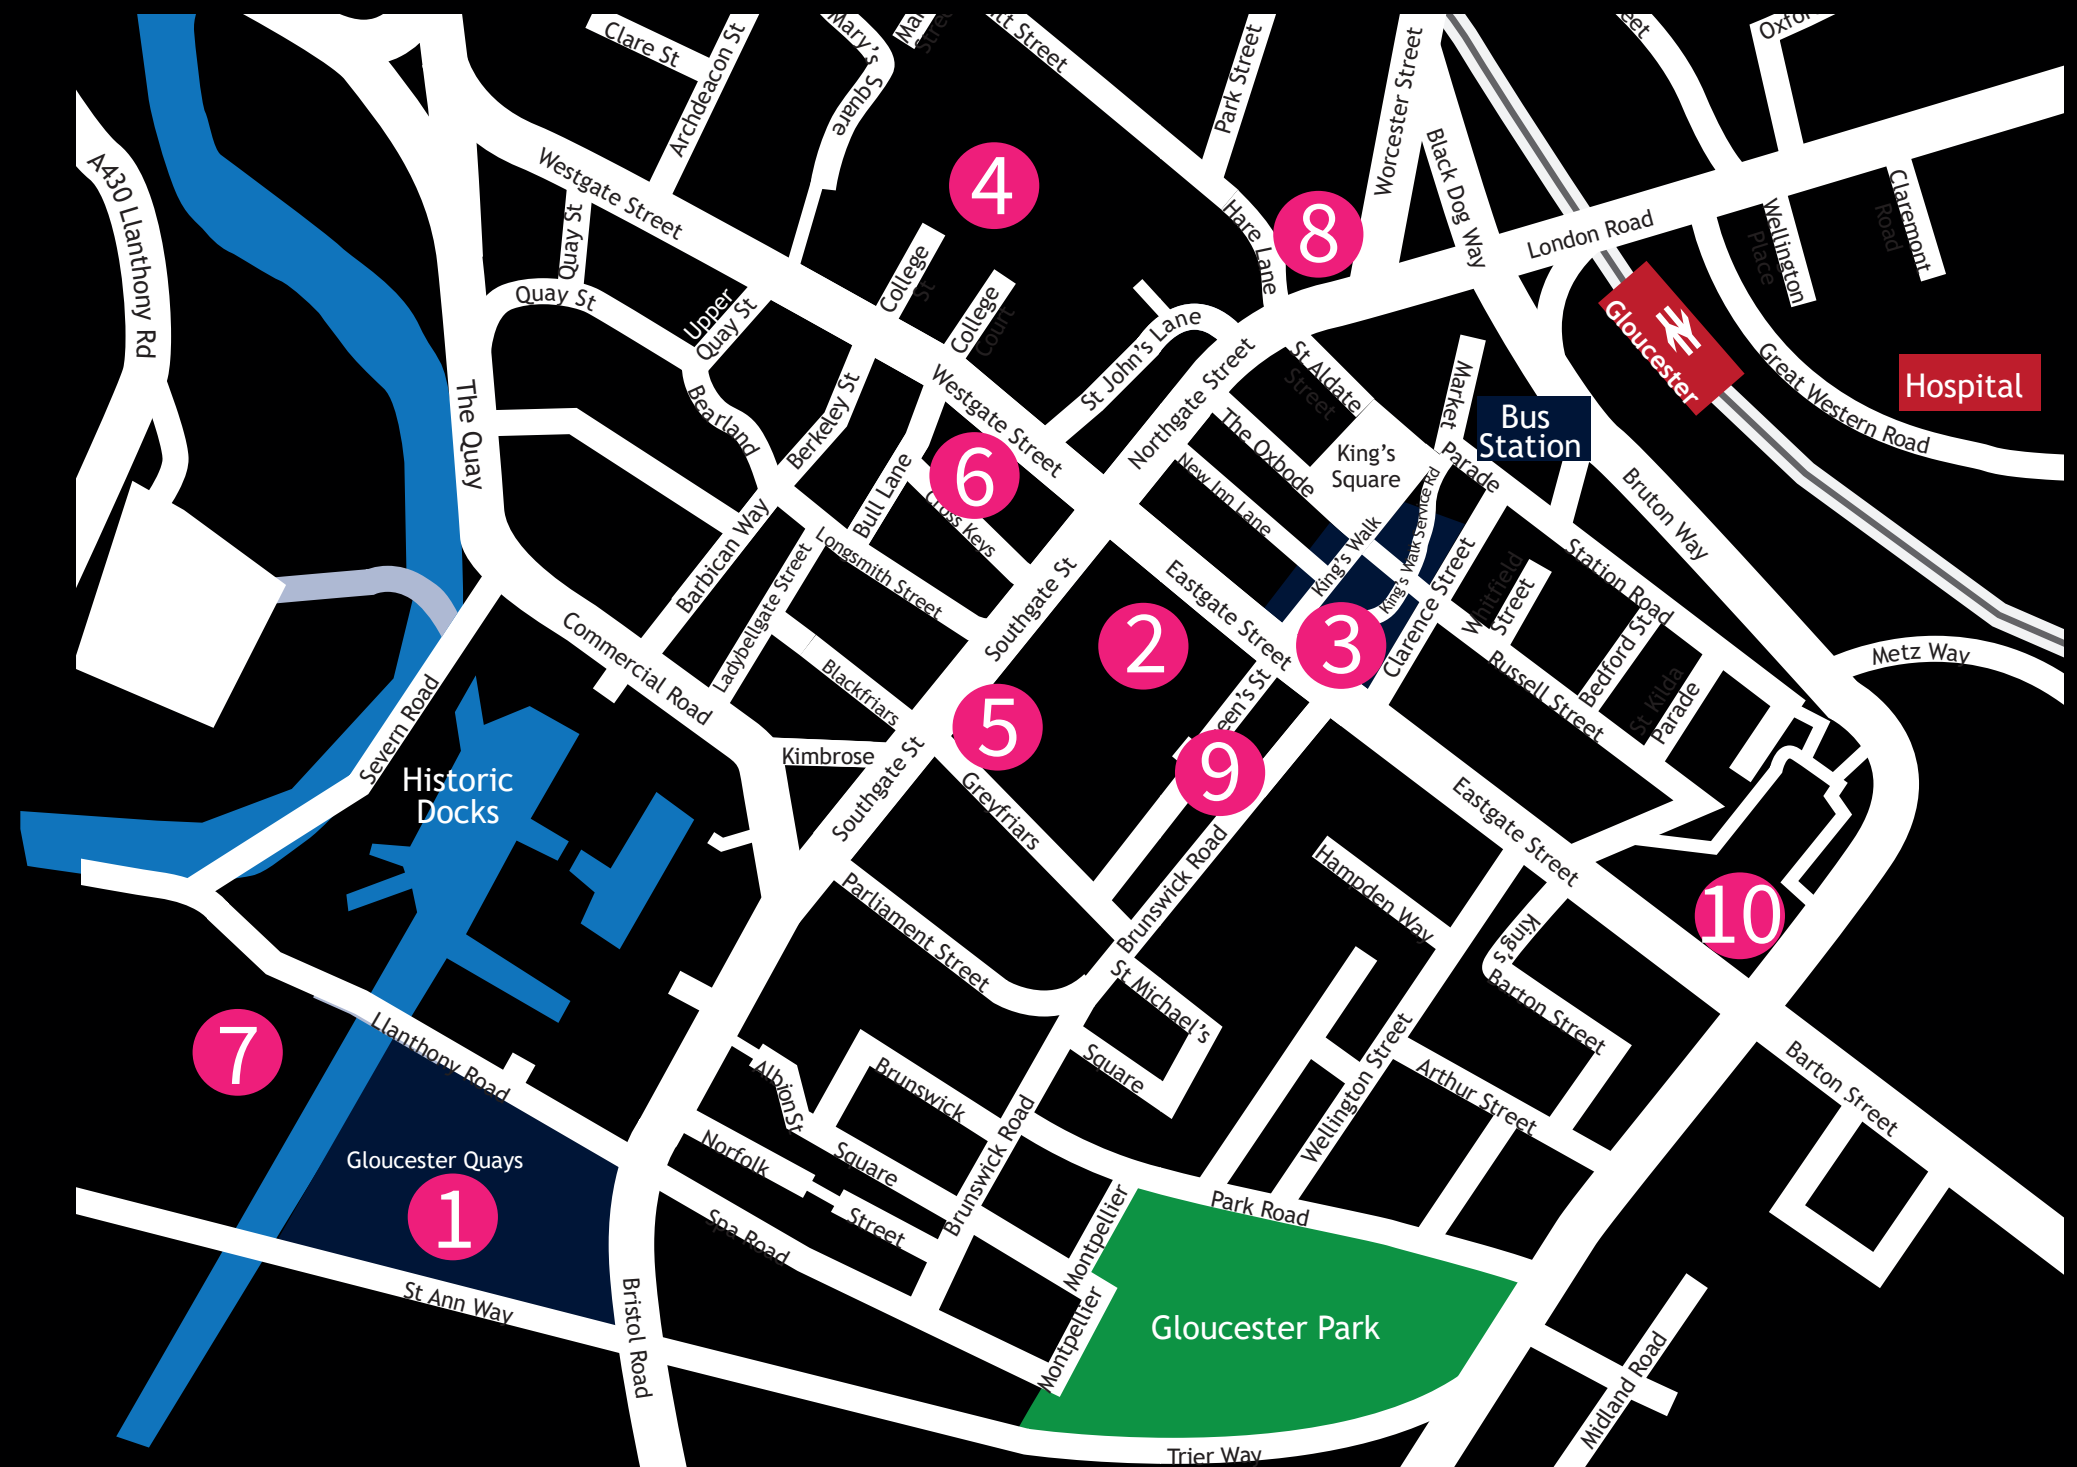 Clare St
Archdeacon St
Mary's
Square
Street
Park Street
Worcester Street
Black Dog Way
A430 Llanthony Rd
Westgate Street
Quay St
Quay St
Upper
Quay St
College
St
College
Court
4
8
Hare Lane
London Road
Wellington
Place
Claremont
Road
Gloucester
Hospital
Great Western Road
St John's Lane
Northgate Street
St Aldate
Street
Market
Parade
Bus
Station
King's
Square
The Oxbode
New Inn Lane
King's Walk
King's Walk Service Rd
Bruton Way
The Quay
Bearland
Berkeley St
Westgate Street
6
Bull Lane
Cross Keys
Longsmith Street
Barbican Way
Ladybellgate Street
Commercial Road
Blackfriars
Southgate St
Eastgate Street
2
3
Clarence Street
Whitfield
Street
Station Road
Bedford St
Russell Street
St Kilda
Parade
Metz Way
Severn Road
Historic
Docks
Kimbrose
Southgate St
5
Greyfriars
9
Brunswick Road
Eastgate Street
Hampden Way
King's
Barton Street
10
Parliament Street
St Michael's
Square
7
Llanthony Road
Gloucester Quays
1
Albion St
Brunswick
Square
Norfolk
Street
Spa Road
Brunswick Road
Wellington Street
Arthur Street
Barton Street
Park Road
Montpellier
Montpellier
Gloucester Park
St Ann Way
Bristol Road
Trier Way
Midland Road